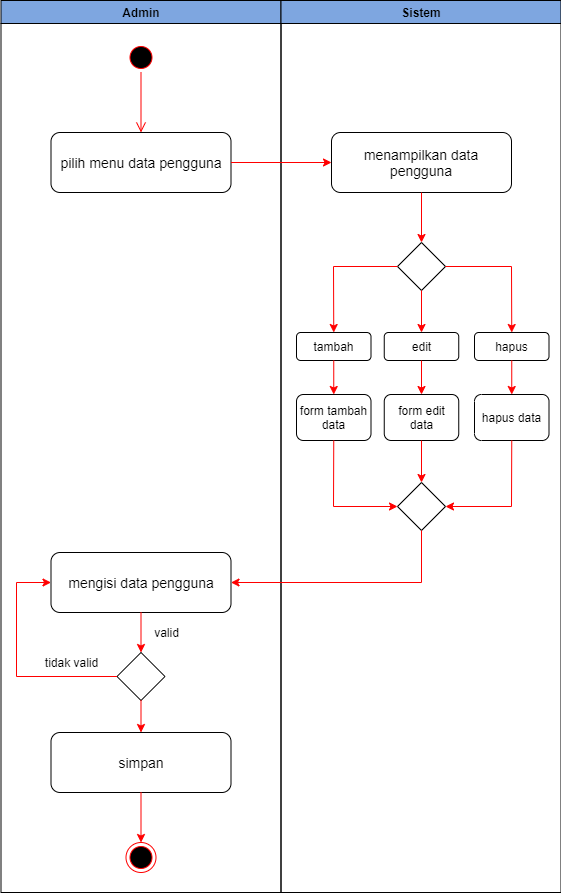 Admin
Sistem
pilih menu data pengguna
menampilkan data
pengguna
tambah
edit
hapus
form tambah
data
form edit
data
hapus data
mengisi data pengguna
valid
tidak valid
simpan